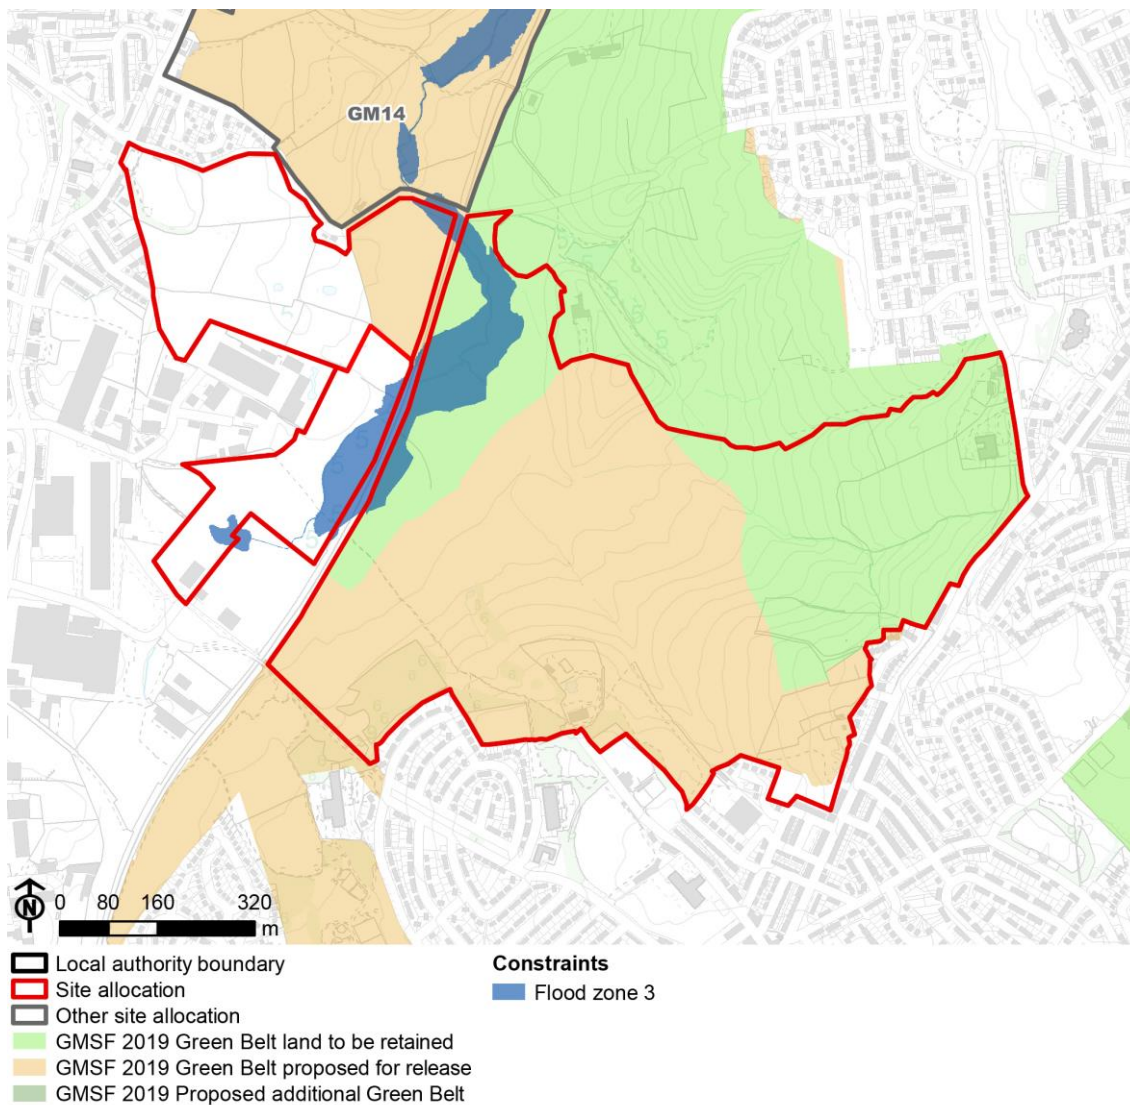 GM14
N
0 80 160 320
m
Local authority boundary
Site allocation
Other site allocation
GMSF 2019 Green Belt land to be retained
GMSF 2019 Green Belt proposed for release
GMSF 2019 Proposed additional Green Belt
Constraints
Flood zone 3